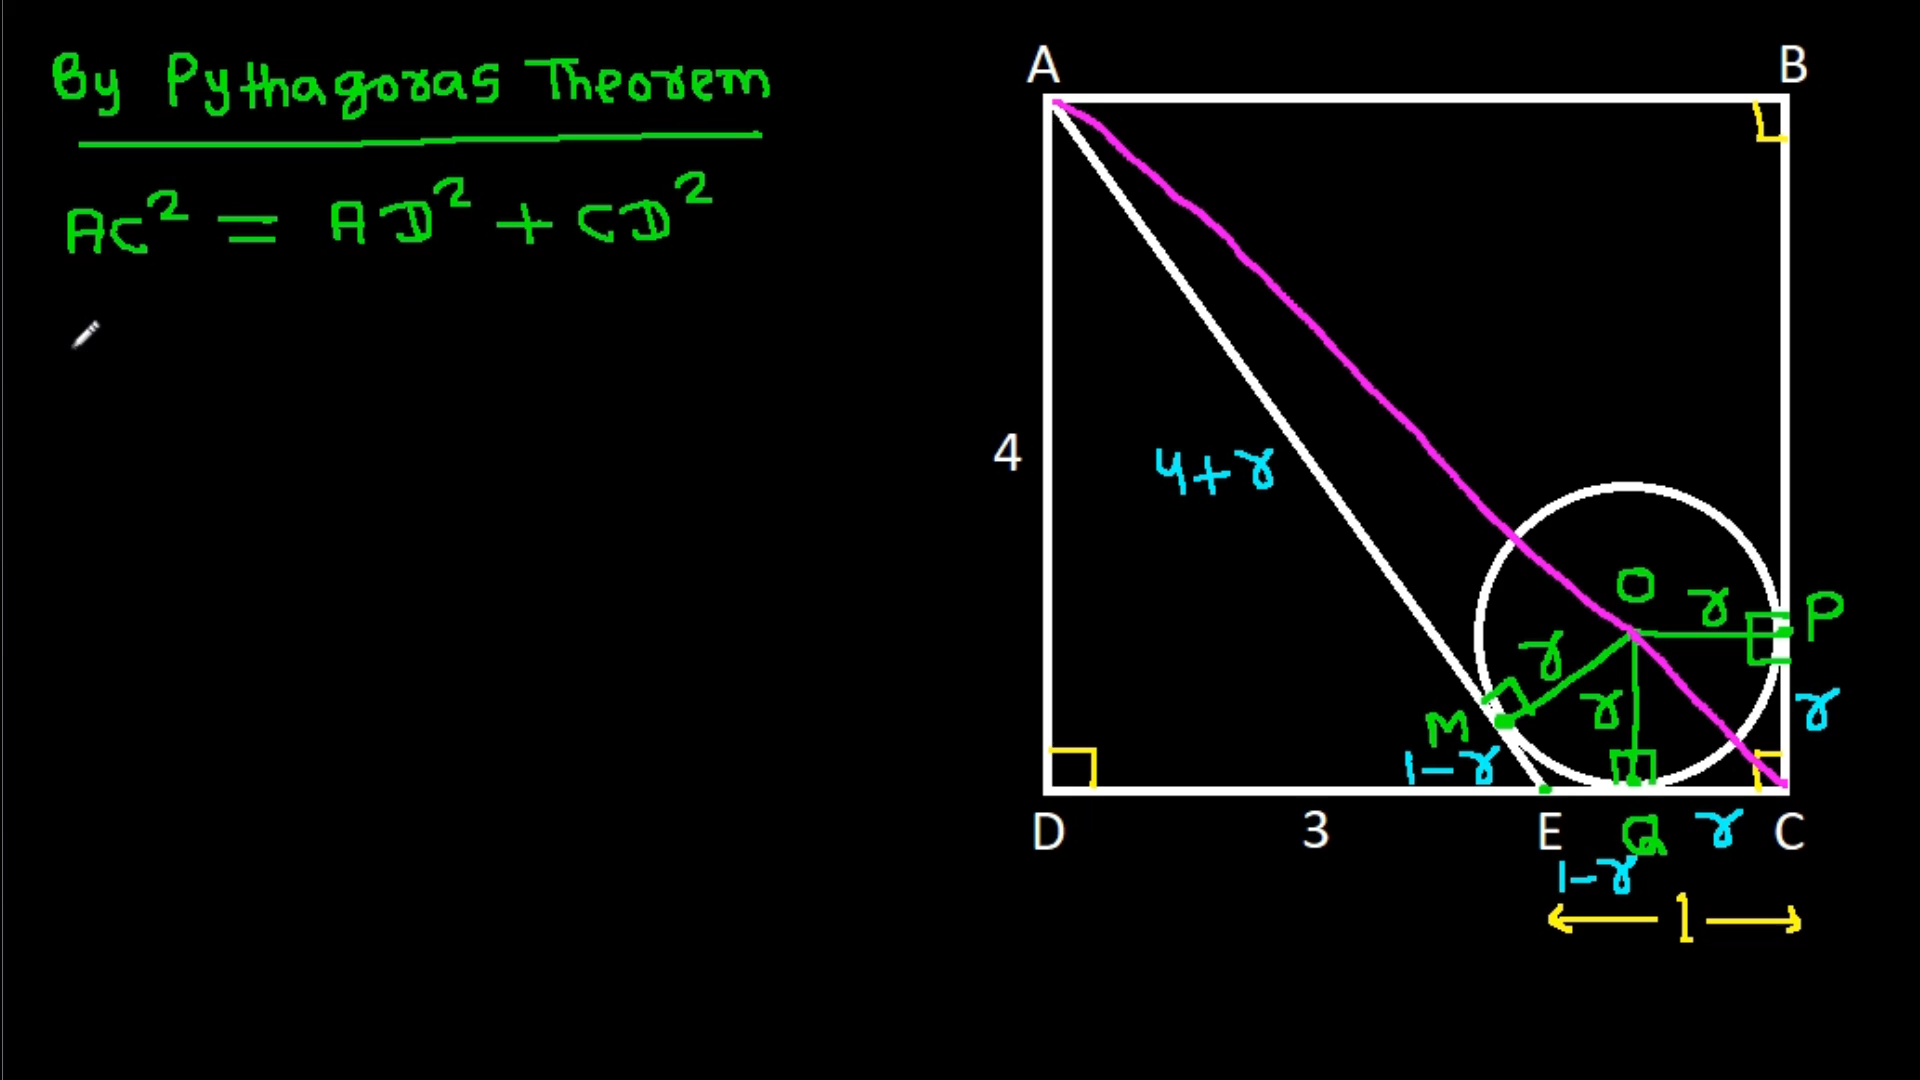 By Pythagoras Theorem
AC² = AD² + CD²
A
B
4
4+r
O
r
P
r
r
r
M
1-r
D
3
E
Q
r
C
1-r
1